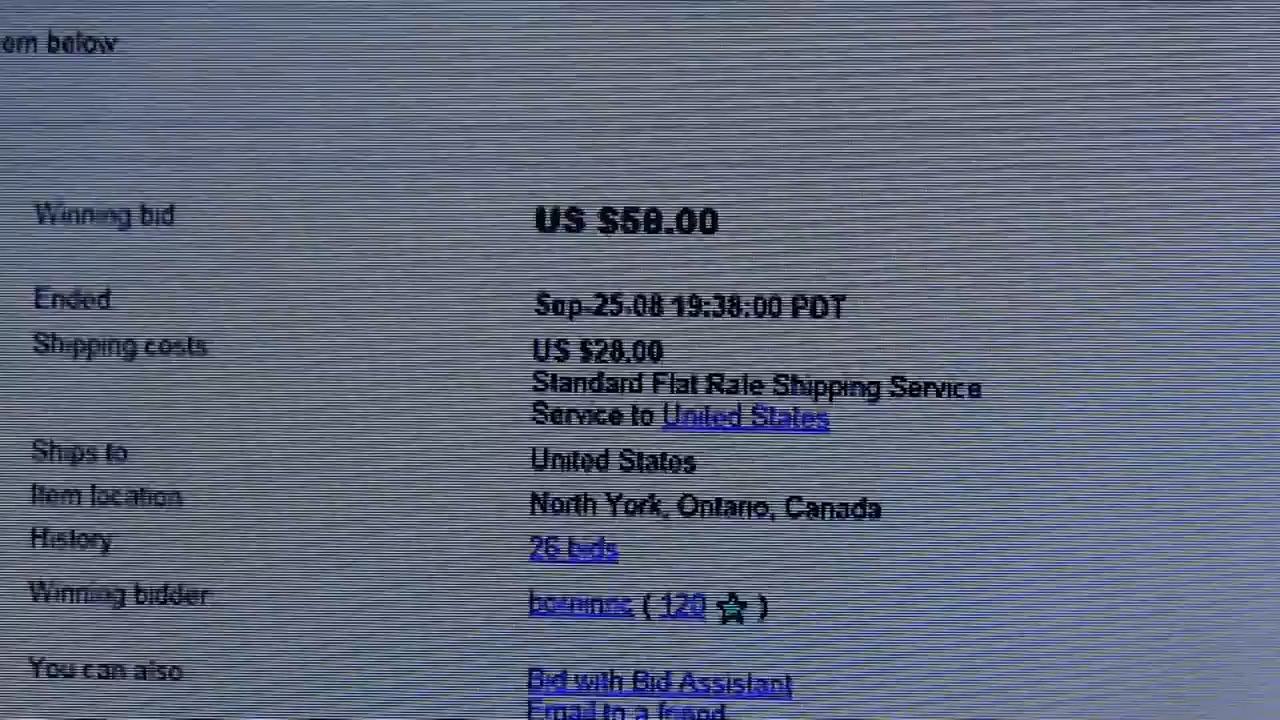 em below
Winning bid US $58.00
Ended Sep-25-08 19:38:00 PDT
Shipping costs US $28.00
Standard Flat Rate Shipping Service
Service to United States
Ships to United States
Item location North York, Ontario, Canada
History 26 bids
Winning bidder ( 120 )
You can also Bid with Bid Assistant
Email to a friend